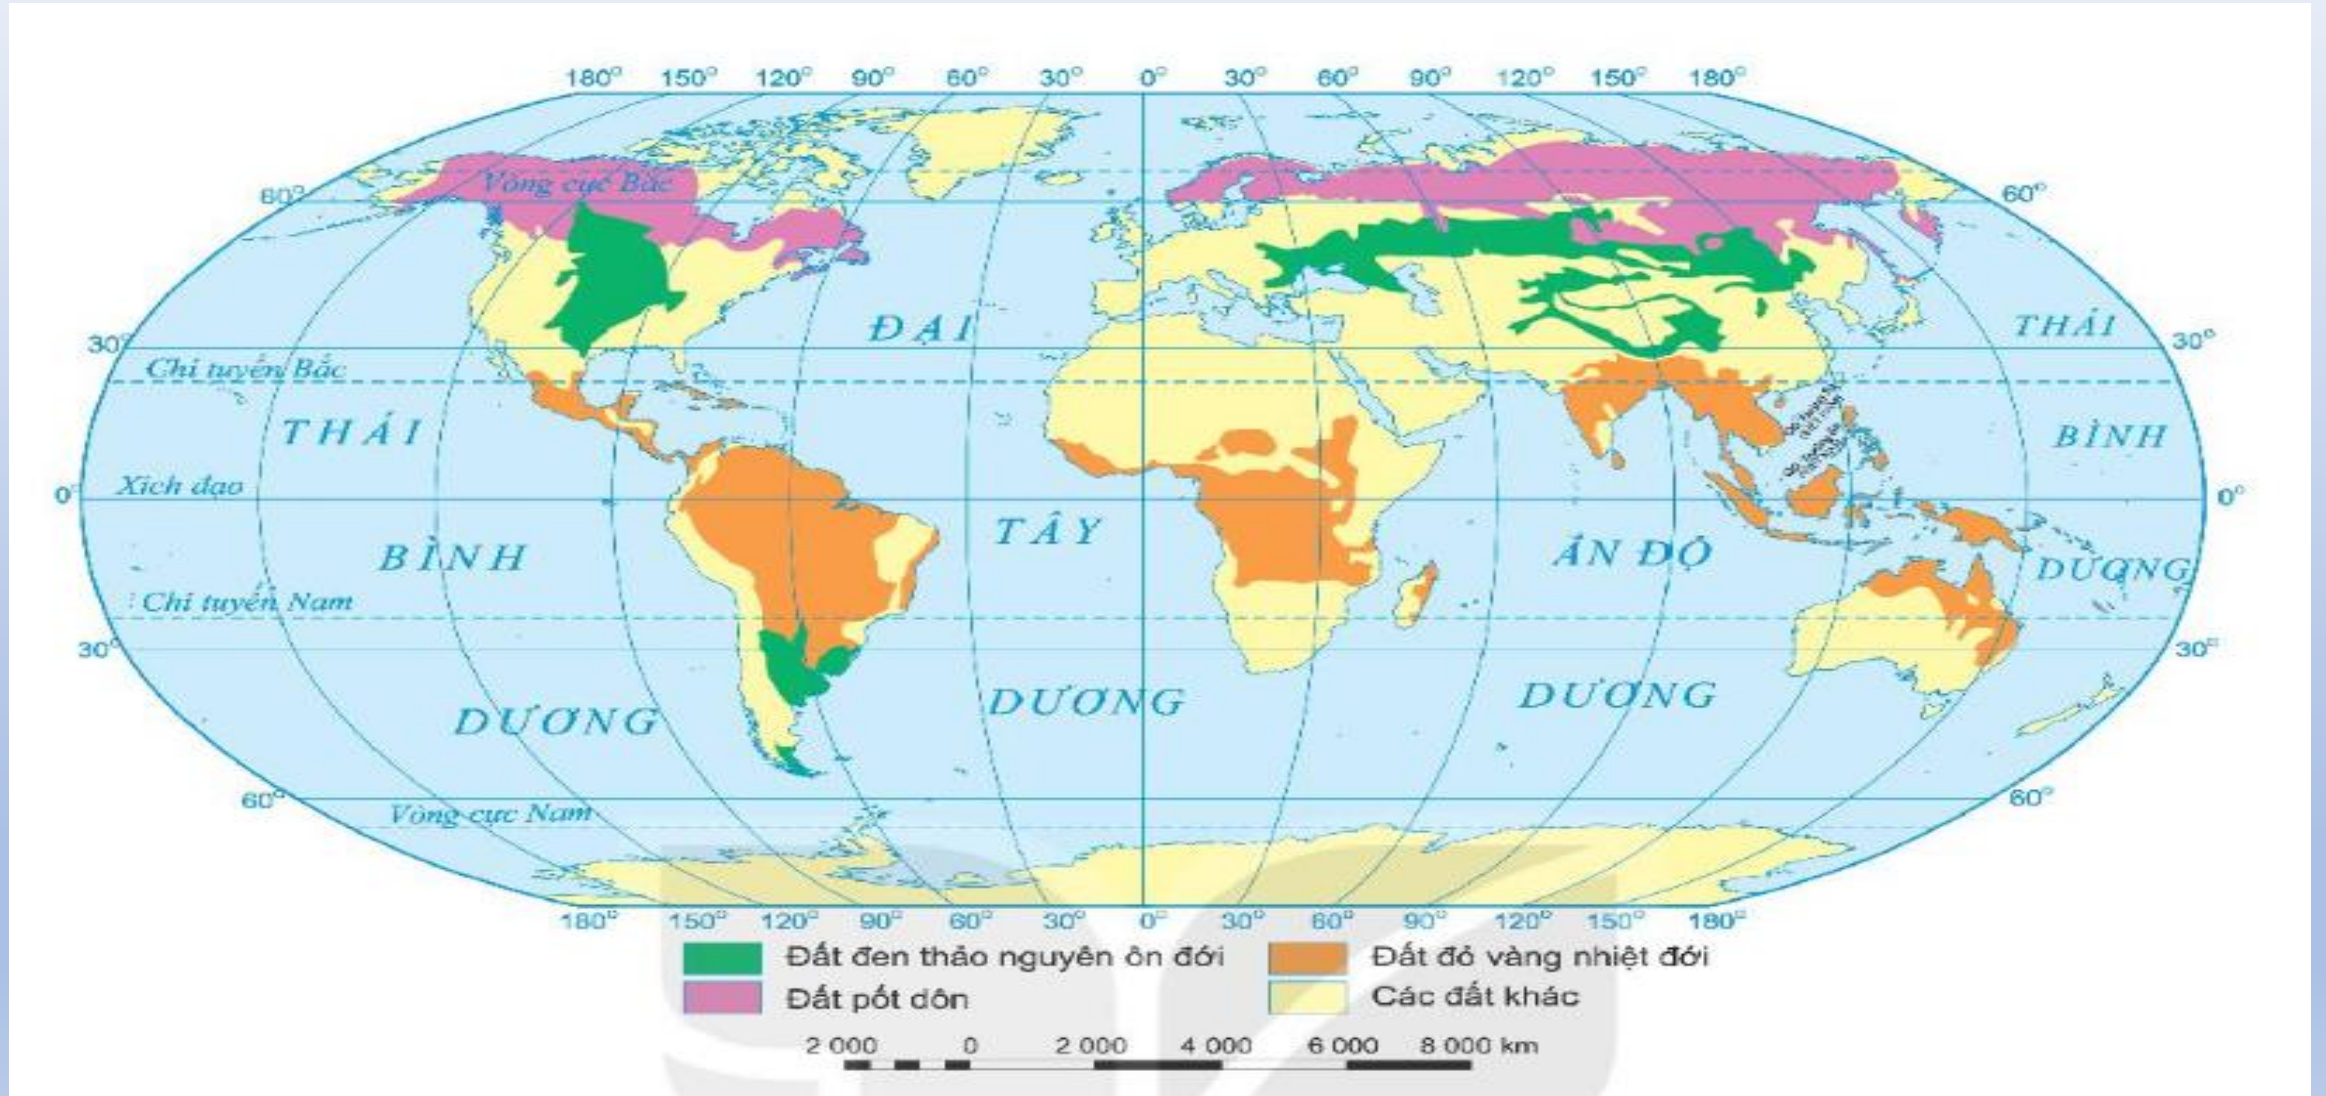 180° 150° 120° 90° 60° 30° 0° 30° 60° 90° 120° 150° 180°
Vòng cực Bắc
60° 60°
ĐẠI
THÁI
30° 30°
Chí tuyến Bắc
THÁI
BÌNH
Xích đạo
0° 0°
TÂY
BÌNH
ẤN ĐỘ
DƯƠNG
Chí tuyến Nam
30° 30°
DƯƠNG
DƯƠNG
DƯƠNG
60° 60°
Vòng cực Nam
180° 150° 120° 90° 60° 30° 0° 30° 60° 90° 120° 150° 180°
Đất đen thảo nguyên ôn đới
Đất đỏ vàng nhiệt đới
Đất pốt dôn
Các đất khác
2 000 0 2 000 4 000 6 000 8 000 km